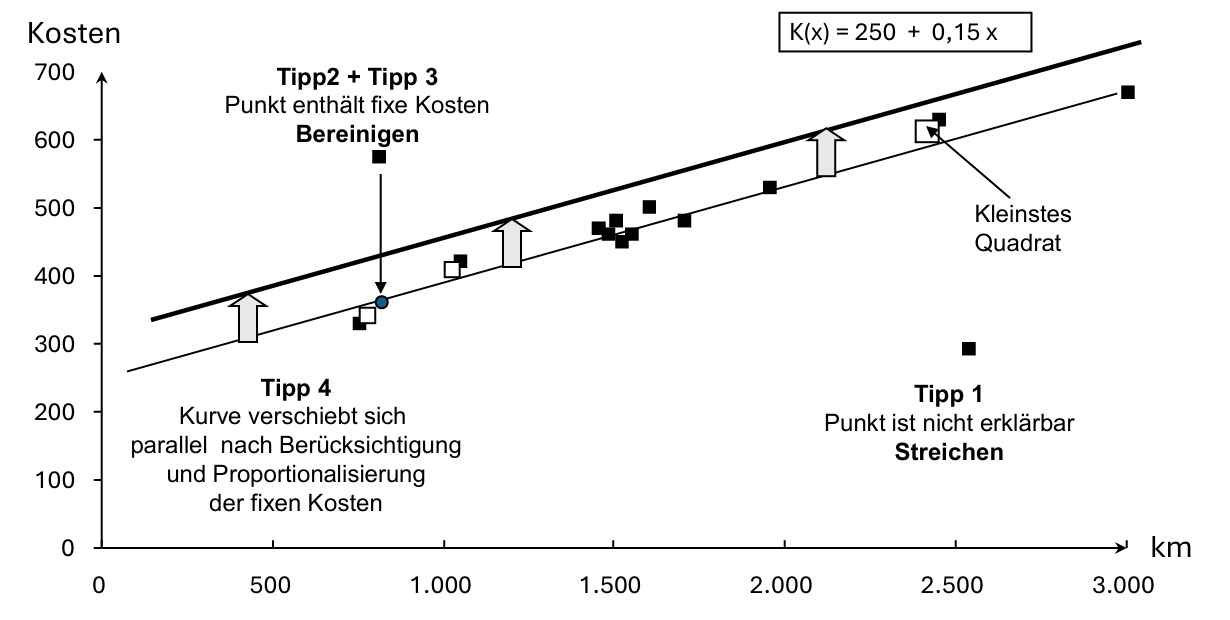 Kosten
K(x) = 250 + 0,15 x
700
600
500
400
300
200
100
0
Tipp2 + Tipp 3
Punkt enthält fixe Kosten
Bereinigen
Kleinstes
Quadrat
Tipp 4
Kurve verschiebt sich
parallel nach Berücksichtigung
und Proportionalisierung
der fixen Kosten
Tipp 1
Punkt ist nicht erklärbar
Streichen
km
0
500
1.000
1.500
2.000
2.500
3.000